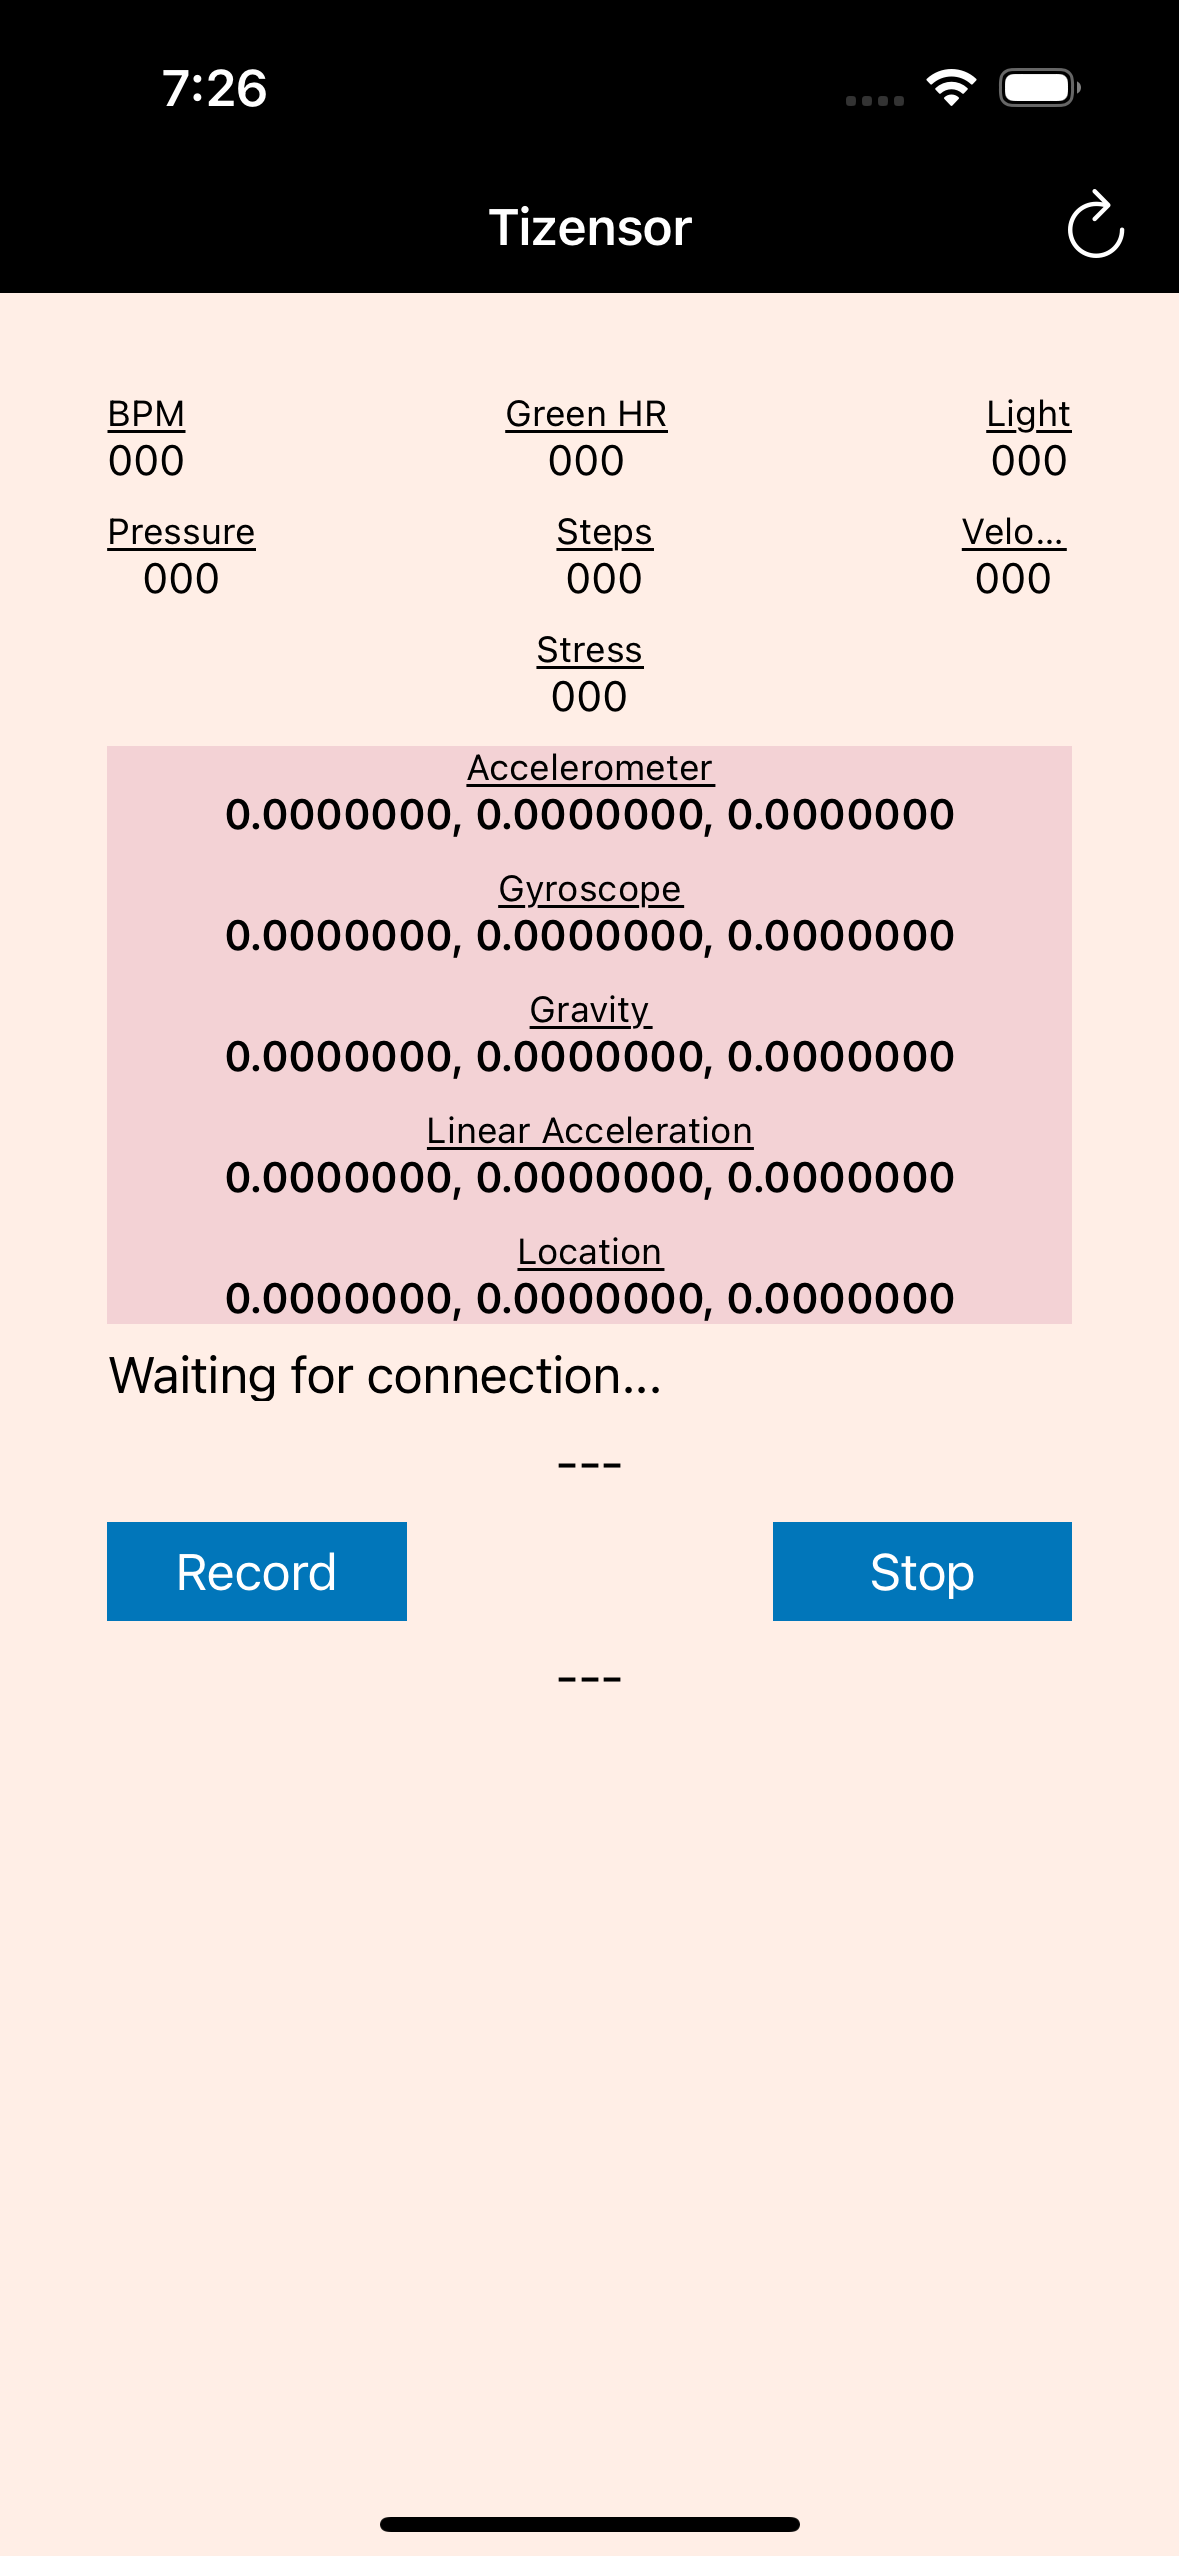 7:26
Tizensor
BPM Green HR Light
000 000 000
Pressure Steps Velo...
000 000 000
Stress
000
Accelerometer
0.0000000, 0.0000000, 0.0000000
Gyroscope
0.0000000, 0.0000000, 0.0000000
Gravity
0.0000000, 0.0000000, 0.0000000
Linear Acceleration
0.0000000, 0.0000000, 0.0000000
Location
0.0000000, 0.0000000, 0.0000000
Waiting for connection...
---
Record Stop
---